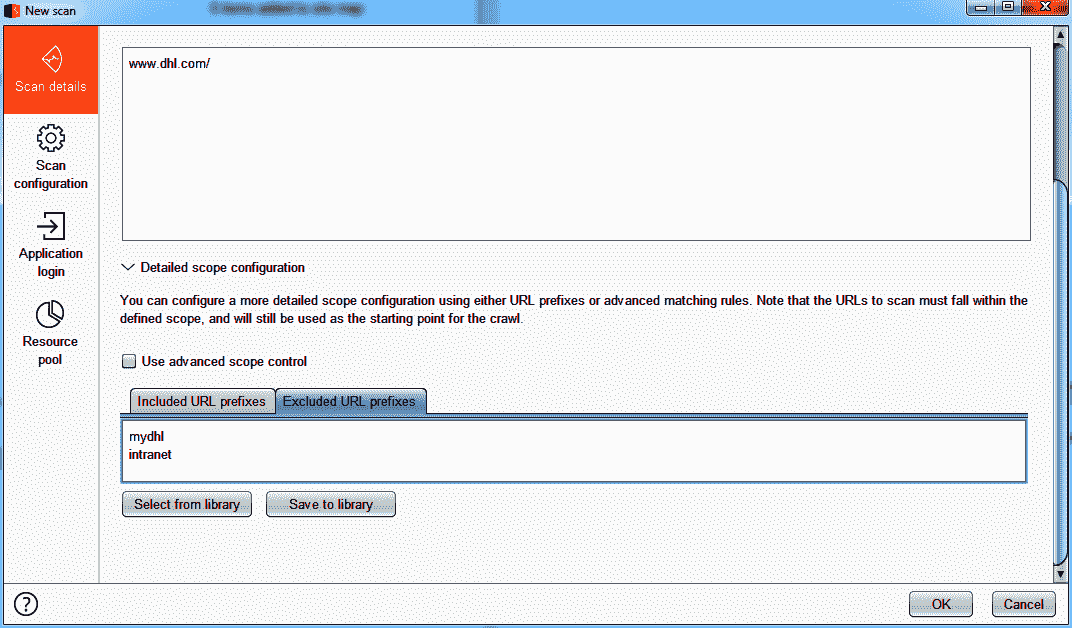 New scan
Scan details
www.dhl.com/
Scan
configuration
Application
login
Resource
pool
Detailed scope configuration
You can configure a more detailed scope configuration using either URL prefixes or advanced matching rules. Note that the URLs to scan must fall within the
defined scope, and will still be used as the starting point for the crawl.
Use advanced scope control
Included URL prefixes
Excluded URL prefixes
mydhl
intranet
Select from library
Save to library
?
OK
Cancel